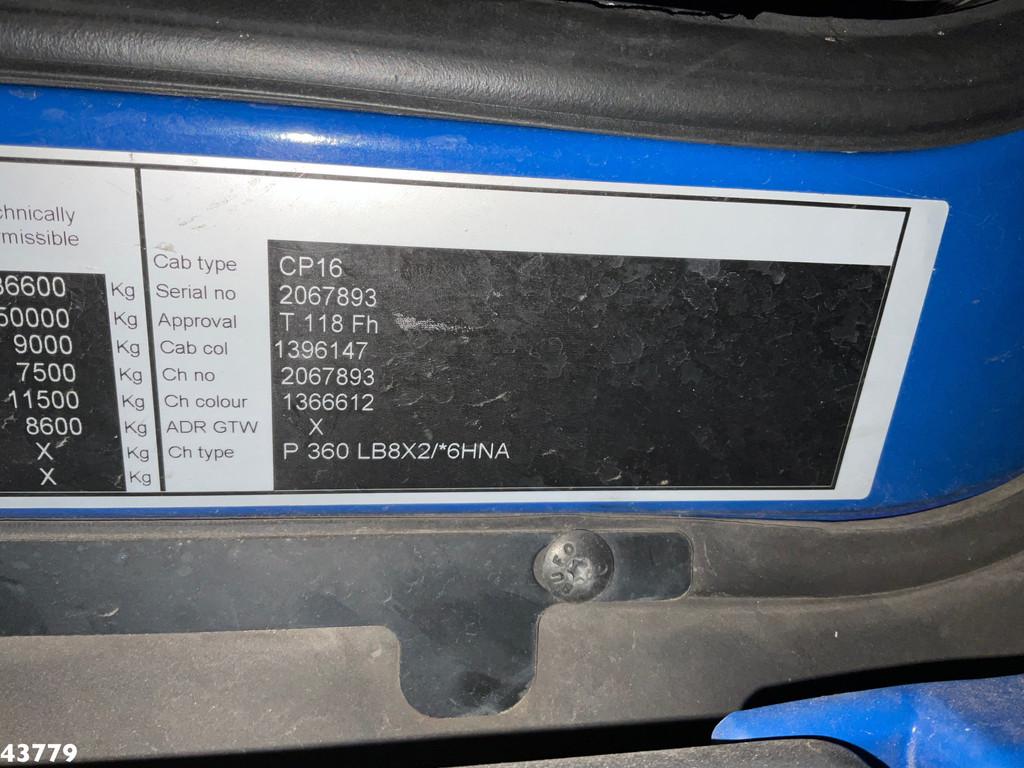 chnically
missible
36600 Kg
50000 Kg
9000 Kg
7500 Kg
11500 Kg
8600 Kg
X Kg
X Kg
Cab type CP16
Serial no 2067893
Approval T 118 Fh
Cab col 1396147
Ch no 2067893
Ch colour 1366612
ADR GTW X
Ch type P 360 LB8X2/*6HNA
43779